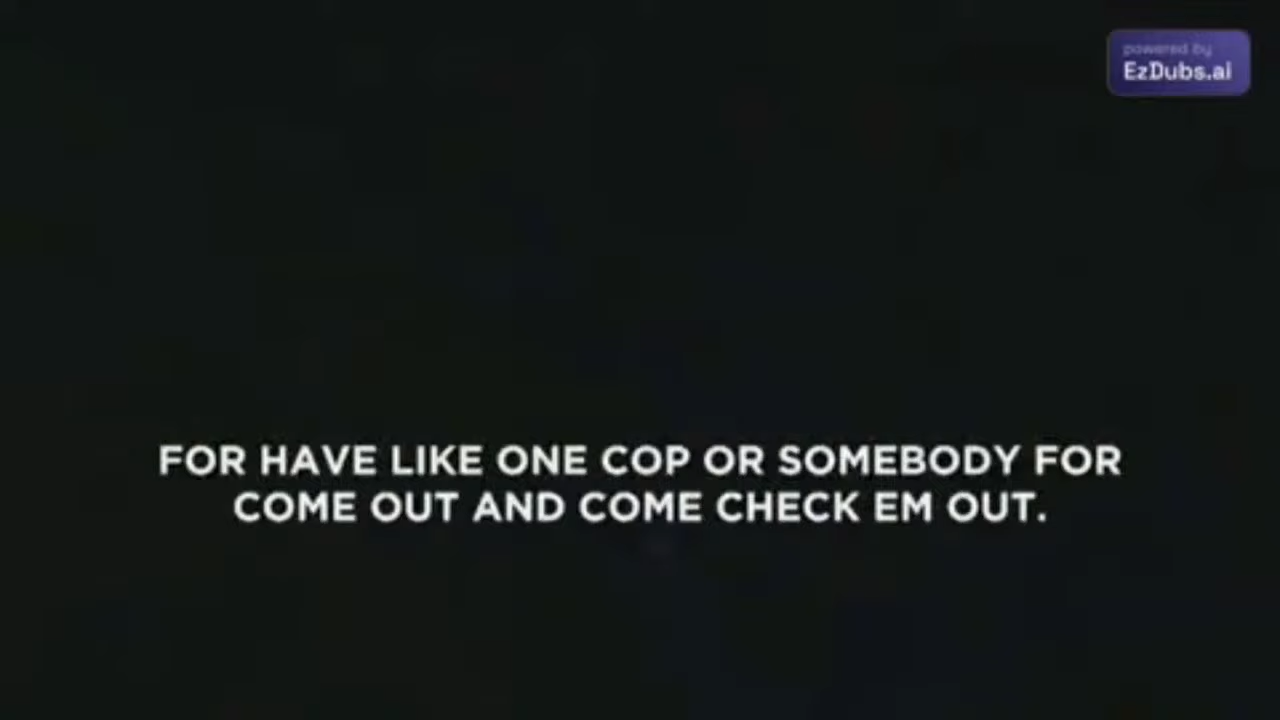 powered by
EzDubs.ai
FOR HAVE LIKE ONE COP OR SOMEBODY FOR
COME OUT AND COME CHECK EM OUT.